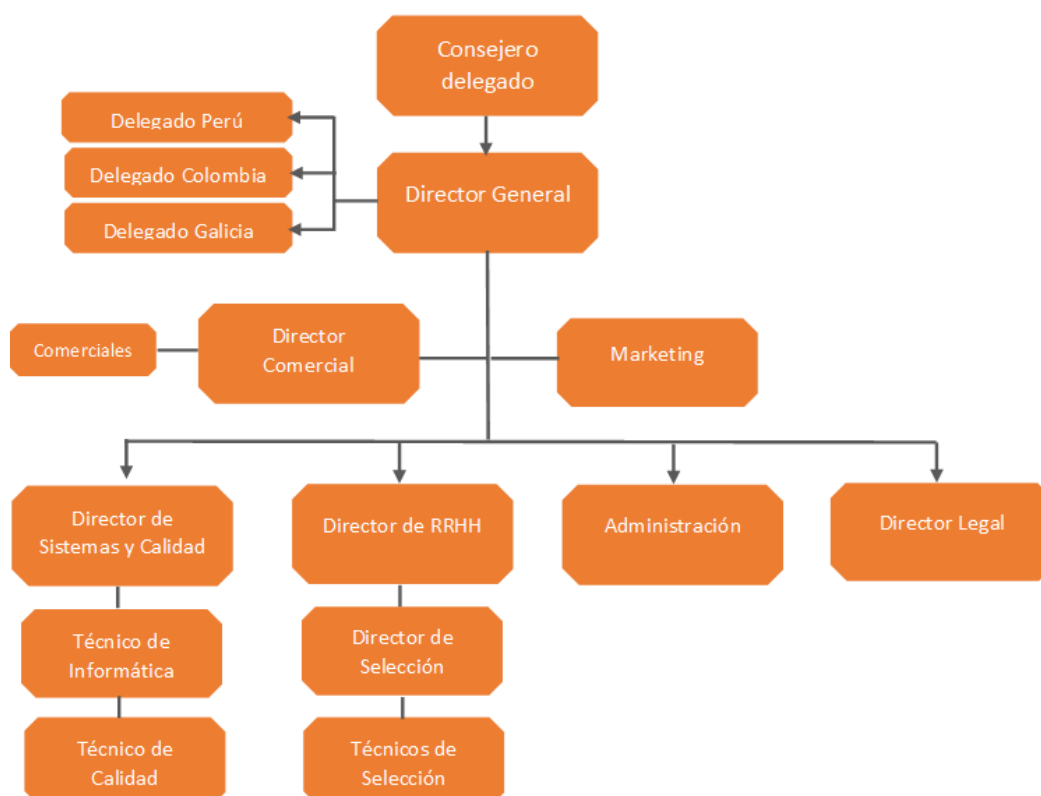 Consejero
delegado
Delegado Perú
Delegado Colombia
Delegado Galicia
Director General
Comerciales
Director
Comercial
Marketing
Director de
Sistemas y Calidad
Director de RRHH
Administración
Director Legal
Técnico de
Informática
Director de
Selección
Técnico de
Calidad
Técnicos de
Selección